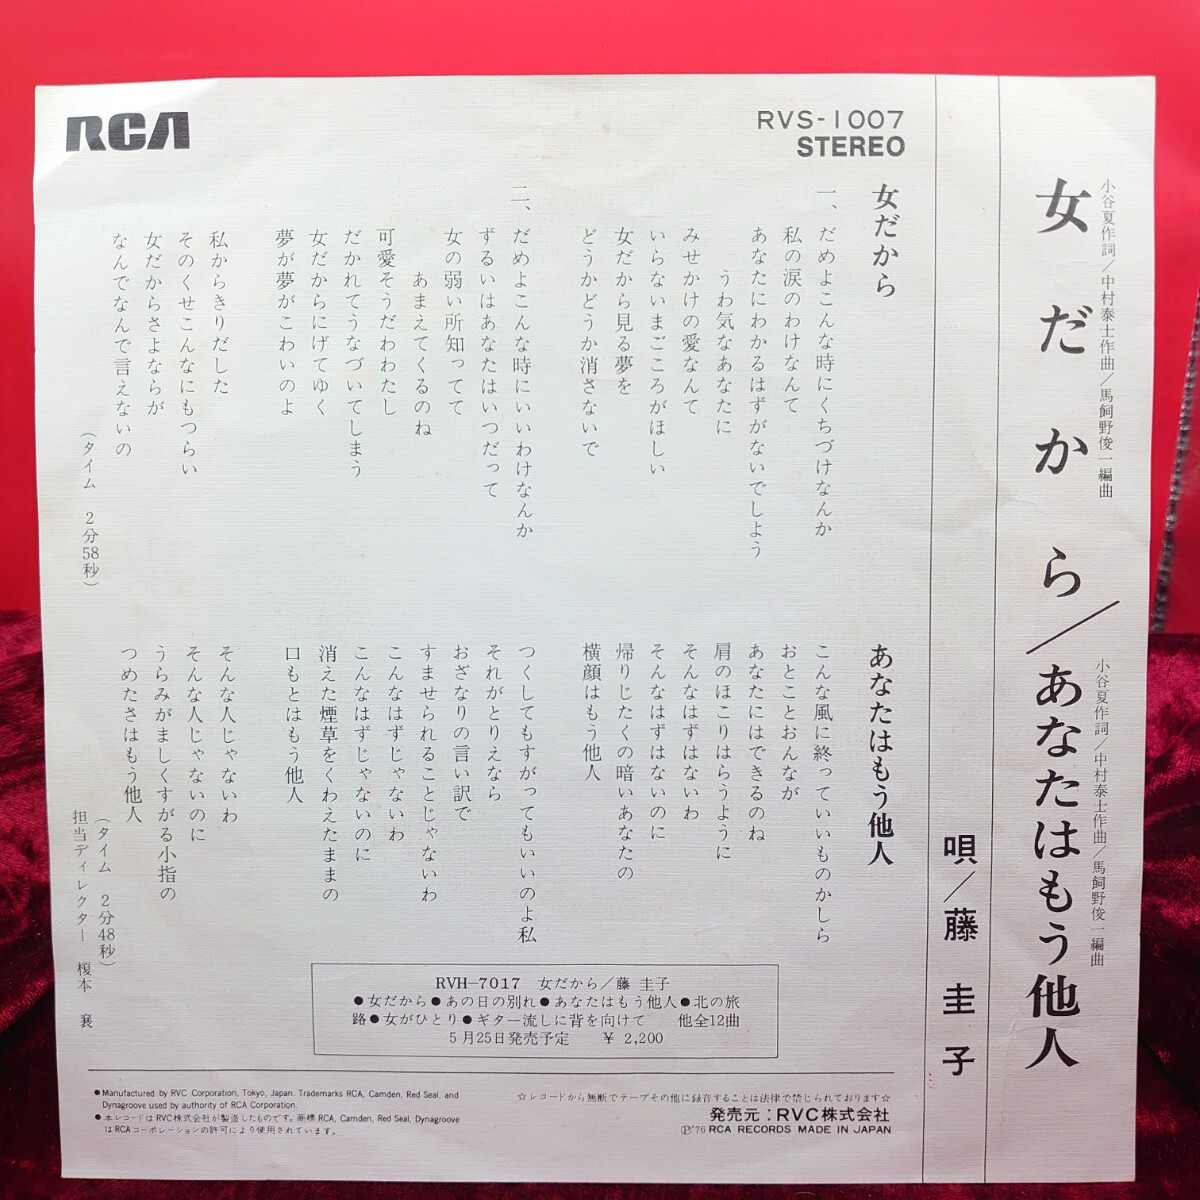 小谷夏作詞/中村泰士作曲/馬飼野俊一編曲
女だから/あなたはもう他人
小谷夏作詞/中村泰士作曲/馬飼野俊一編曲
唄/藤 圭 子
RCA
RVS-1007
STEREO
女だから
一、だめよこんな時にくちづけなんか
私の涙のわけなんて
あなたにわかるはずがないでしよう
うわ気なあなたに
みせかけの愛なんて
いらないまごころがほしい
女だから見る夢を
どうかどうか消さないで
二、だめよこんな時にいいわけなんか
ずるいはあなたはいつだって
女の弱い所知ってて
あまえてくるのね
可愛そうだわわたし
だかれてうなづいてしまう
女だからにげてゆく
夢が夢がこわいのよ
私からきりだした
そのくせこんなにもつらい
女だからさよならが
なんでなんで言えないの
(タイム 2分58秒)
あなたはもう他人
こんな風に終っていいものかしら
おとことおんなが
あなたにはできるのね
肩のほこりはらうように
そんなはずはないわ
そんなはずはないのに
帰りじたくの暗いあなたの
横顔はもう他人
つくしてもすがってもいいのよ私
それがとりえなら
おざなりの言い訳で
すませられることじゃないわ
こんなはずじゃないわ
こんなはずじゃないのに
消えた煙草をくわえたままの
口もとはもう他人
そんな人じゃないわ
そんな人じゃないのに
うらみがましくすがる小指の
つめたさはもう他人
(タイム 2分48秒)
担当ディレクター 榎本 襄
RVH-7017 女だから/藤 圭子
●女だから●あの日の別れ●あなたはもう他人●北の旅
路●女がひとり●ギター流しに背を向けて 他全12曲
5月25日発売予定 ¥ 2,200
●Manufactured by RVC Corporation, Tokyo, Japan. Trademarks RCA, Camden, Red Seal, and
Dynagroove used by authority of RCA Corporation.
●本レコードはRVC株式会社が製造したものです。商標RCA, Camden, Red Seal, Dynagroove
はRCAコーポレーションの許可により使用されています。
☆レコードから無断でテープその他に録音することは法律で禁じられております☆
発売元：RVC株式会社
Ⓟ'76 RCA RECORDS MADE IN JAPAN